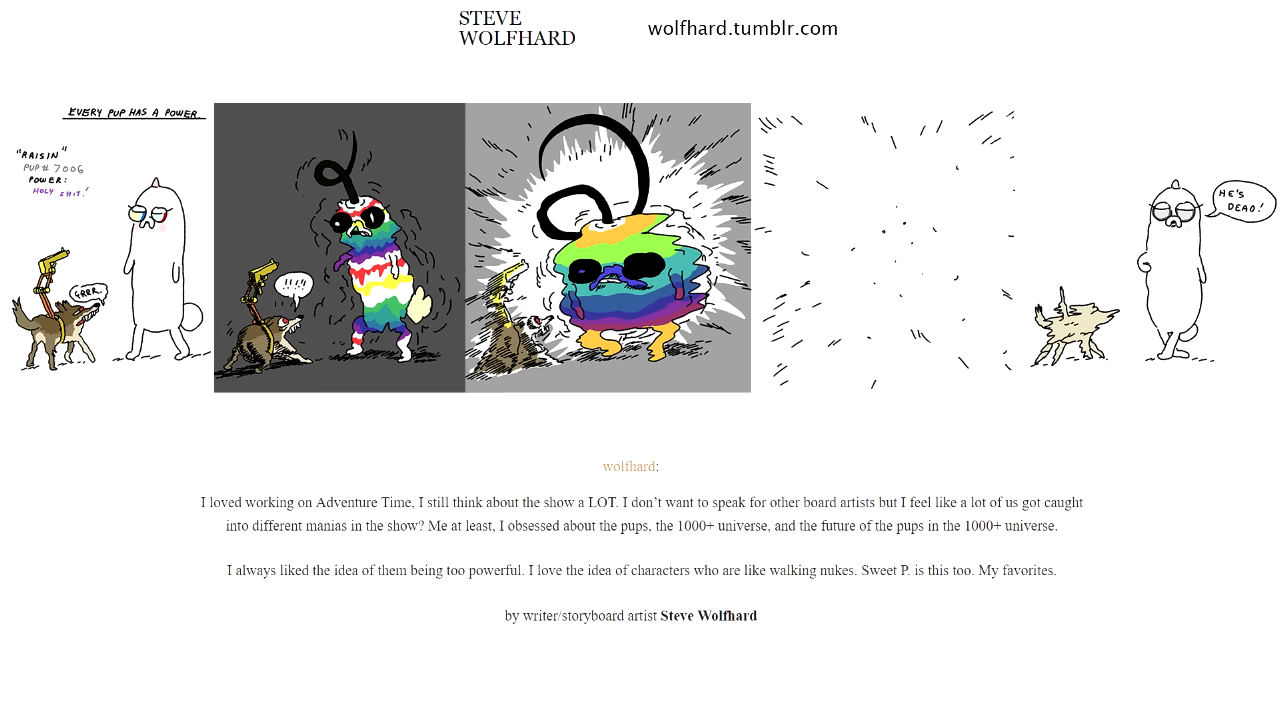 STEVE
WOLFHARD
wolfhard.tumblr.com
EVERY PUP HAS A POWER.
"RAISIN"
PUP# 7006
POWER:
HOLY SHIT!
GRRR.
!!!!
HE'S
DEAD!
wolfhard:
I loved working on Adventure Time, I still think about the show a LOT. I don’t want to speak for other board artists but I feel like a lot of us got caught
into different manias in the show? Me at least, I obsessed about the pups, the 1000+ universe, and the future of the pups in the 1000+ universe.
I always liked the idea of them being too powerful. I love the idea of characters who are like walking nukes. Sweet P. is this too. My favorites.
by writer/storyboard artist Steve Wolfhard